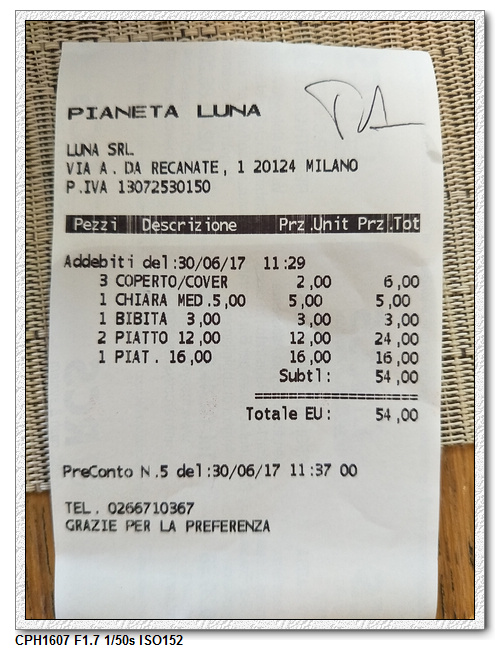 PIANETA LUNA
LUNA SRL
VIA A. DA RECANATE, 1 20124 MILANO
P.IVA 13072530150
Pezzi Descrizione Prz.Unit Prz.Tot
Addebiti del:30/06/17 11:29
3 COPERTO/COVER 2,00 6,00
1 CHIARA MED.5,00 5,00 5,00
1 BIBITA 3,00 3,00 3,00
2 PIATTO 12,00 12,00 24,00
1 PIAT. 16,00 16,00 16,00
Subtl: 54,00
Totale EU: 54,00
PreConto N.5 del:30/06/17 11:37 00
TEL. 0266710367
GRAZIE PER LA PREFERENZA
CPH1607 F1.7 1/50s ISO152